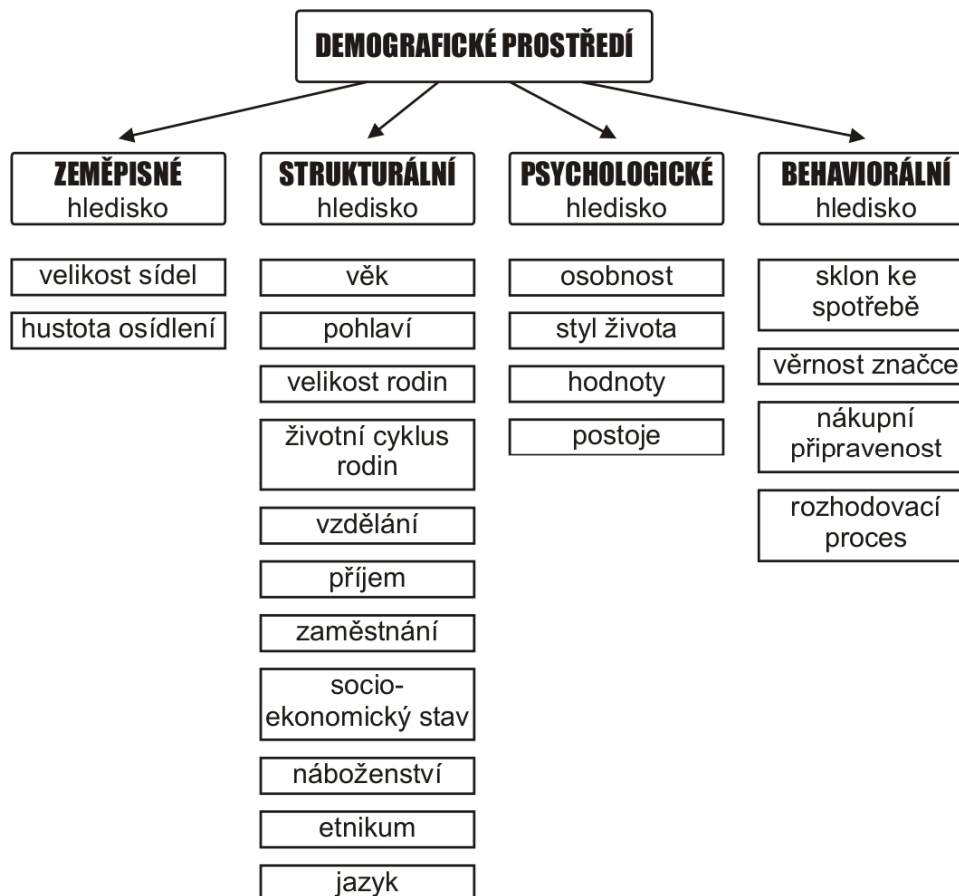 DEMOGRAFICKÉ PROSTŘEDÍ
ZEMĚPISNÉ
hledisko
velikost sídel
hustota osídlení
STRUKTURÁLNÍ
hledisko
věk
pohlaví
velikost rodin
životní cyklus
rodin
vzdělání
příjem
zaměstnání
socio-
ekonomický stav
náboženství
etnikum
jazyk
PSYCHOLOGICKÉ
hledisko
osobnost
styl života
hodnoty
postoje
BEHAVIORÁLNÍ
hledisko
sklon ke
spotřebě
věrnost značce
nákupní
připravenost
rozhodovací
proces